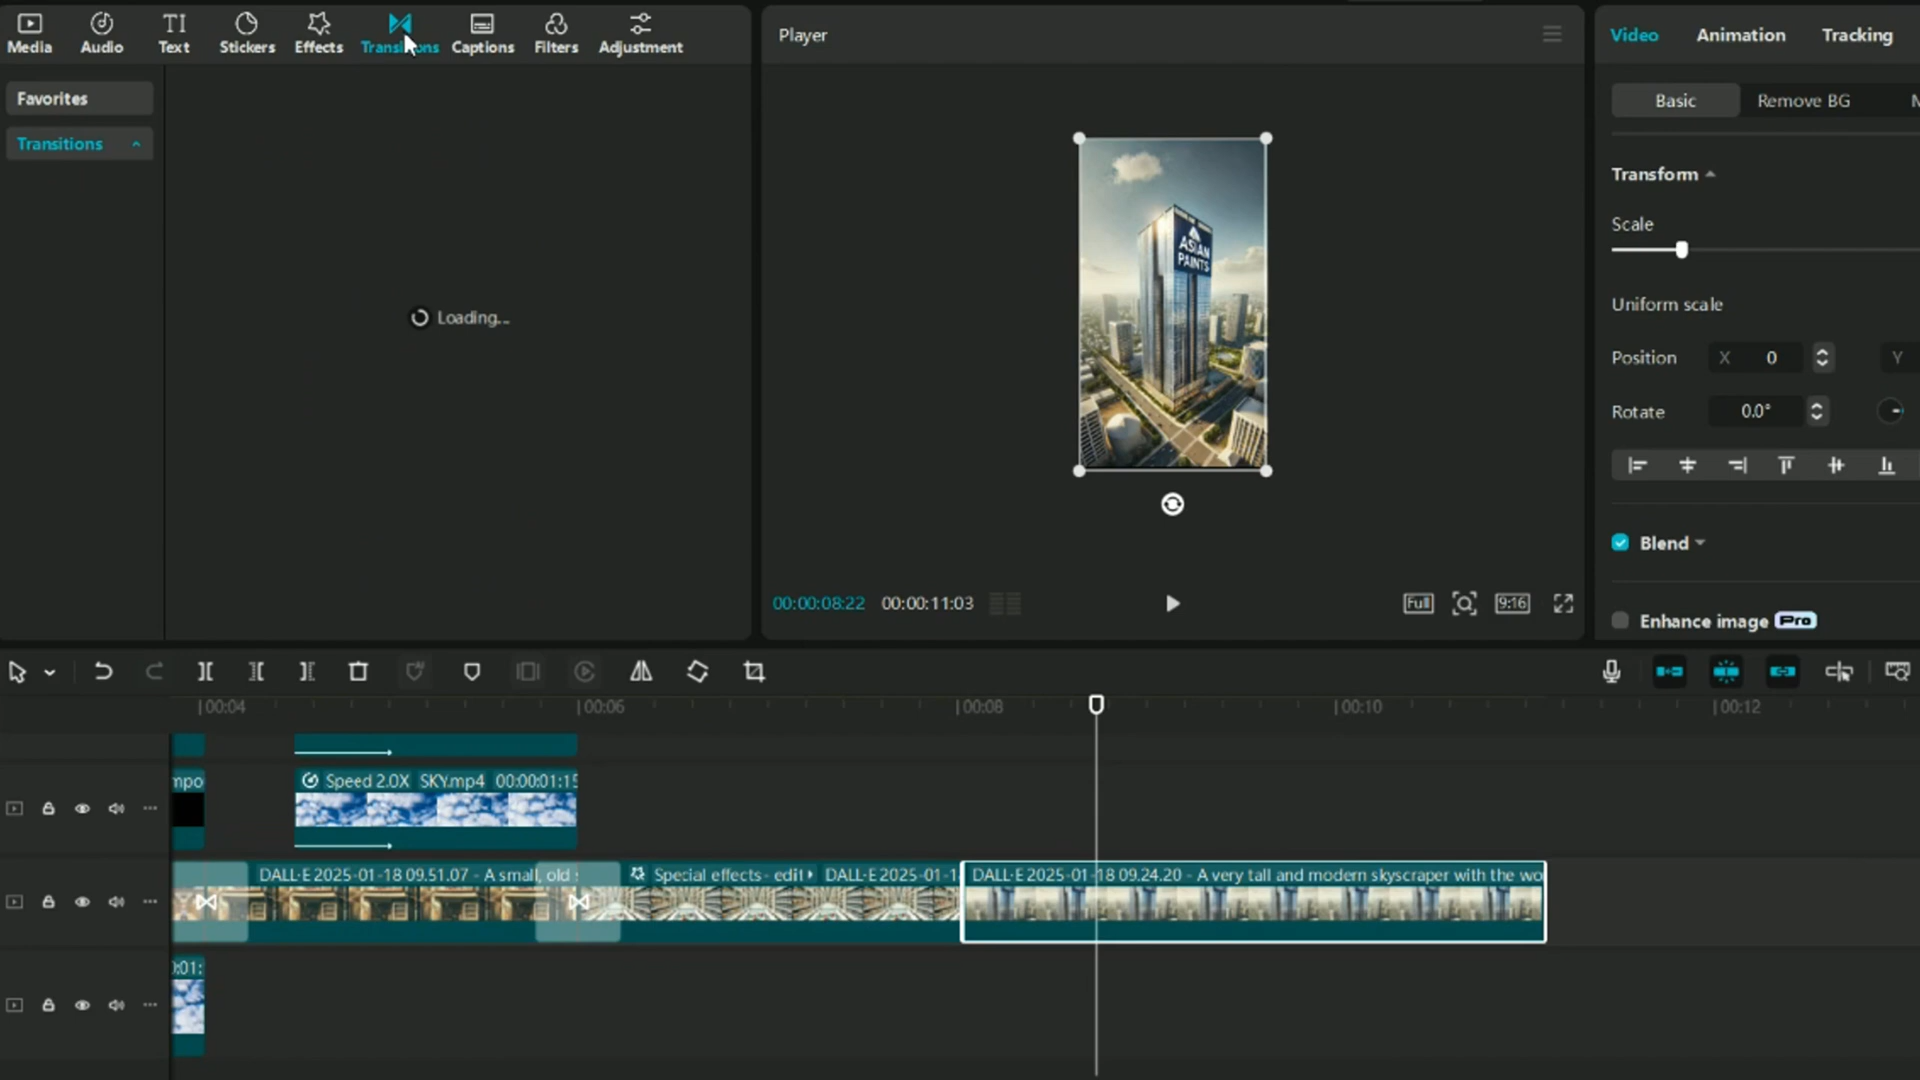 Media Audio Text Stickers Effects Transitions Captions Filters Adjustment
Favorites
Transitions
Loading...
Player
ASIAN
PAINTS
00:00:08:22 00:00:11:03
Full
9:16
Video Animation Tracking
Basic Remove BG
Transform
Scale
Uniform scale
Position X 0 Y
Rotate 0.0°
Blend
Enhance image Pro
00:04 00:06 00:08 00:10 00:12
mpo
Speed 2.0X SKY.mp4 00:00:01:15
DALL·E 2025-01-18 09.51.07 - A small, old
Special effects - edit
DALL·E 2025-01-1
DALL·E 2025-01-18 09.24.20 - A very tall and modern skyscraper with the wo
0:01: